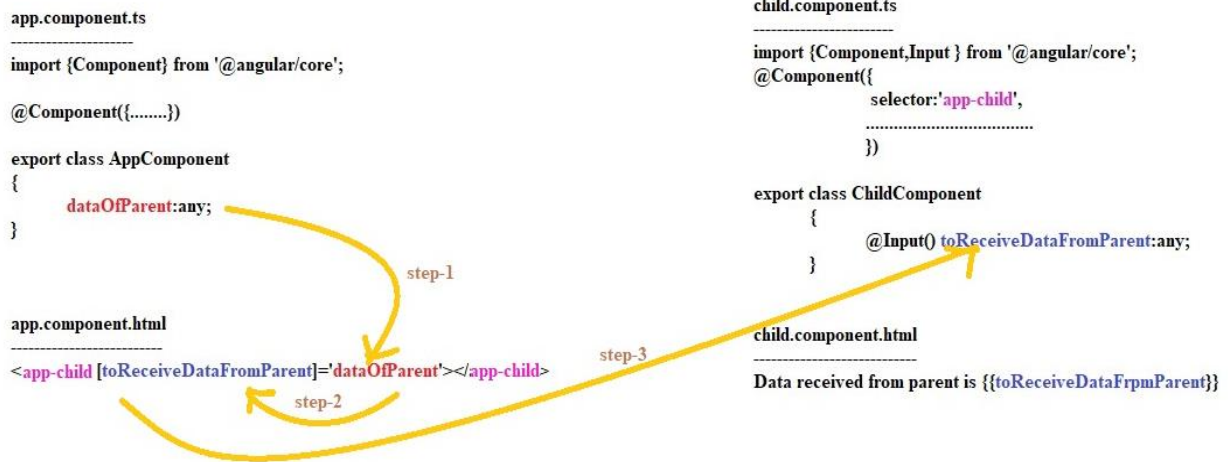 app.component.ts
---------------------
import {Component} from '@angular/core';
@Component({........})
export class AppComponent
{
dataOfParent:any;
}
step-1
app.component.html
--------------------------
<app-child [toReceiveDataFromParent]='dataOfParent'></app-child>
step-2
step-3
child.component.ts
------------------------
import {Component,Input } from '@angular/core';
@Component({
selector:'app-child',
....................................
})
export class ChildComponent
{
@Input() toReceiveDataFromParent:any;
}
child.component.html
----------------------------
Data received from parent is {{toReceiveDataFrpmParent}}